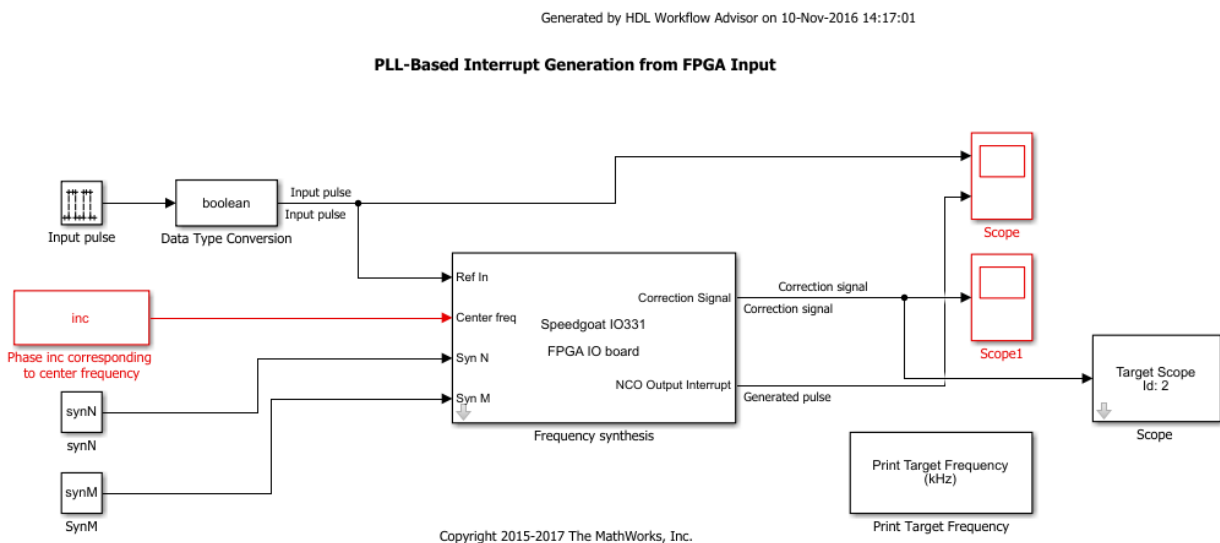 Generated by HDL Workflow Advisor on 10-Nov-2016 14:17:01
PLL-Based Interrupt Generation from FPGA Input
Input pulse
boolean
Data Type Conversion
Input pulse
Input pulse
Scope
inc
Phase inc corresponding
to center frequency
synN
synN
synM
SynM
Ref In
Center freq
Syn N
Syn M
Correction Signal
Speedgoat IO331
FPGA IO board
NCO Output Interrupt
Frequency synthesis
Correction signal
Correction signal
Generated pulse
Scope1
Target Scope
Id: 2
Scope
Print Target Frequency
(kHz)
Print Target Frequency
Copyright 2015-2017 The MathWorks, Inc.